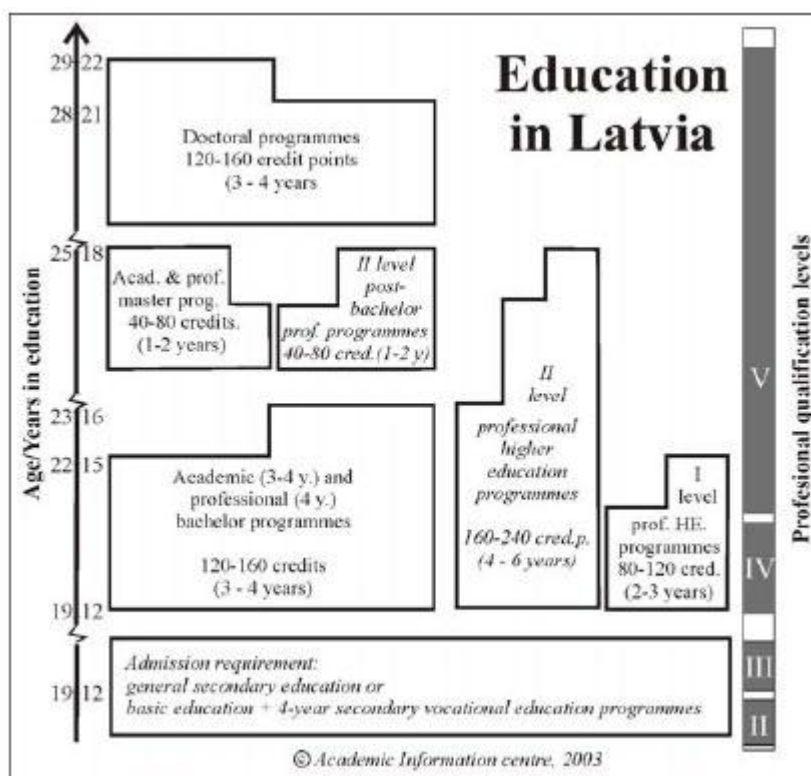 Education
in Latvia
29 22
28 21
Doctoral programmes
120-160 credit points
(3 - 4 years
25 18
Acad. & prof.
master prog.
40-80 credits.
(1-2 years)
II level
post-
bachelor
prof. programmes
40-80 cred.(1-2 y)
II
level
professional
higher
education
programmes
160-240 cred.p.
(4 - 6 years)
23 16
22 15
Academic (3-4 y.) and
professional (4 y.)
bachelor programmes
120-160 credits
(3 - 4 years)
I
level
prof. HE.
programmes
80-120 cred.
(2-3 years)
19 12
19 12
Admission requirement:
general secondary education or
basic education + 4-year secondary vocational education programmes
© Academic Information centre, 2003
Age/Years in education
V
IV
III
II
Profesional qualification levels